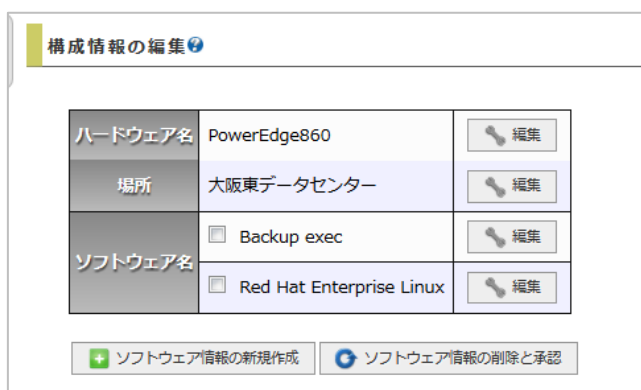 構成情報の編集?
ハードウェア名 PowerEdge860 編集
場所 大阪東データセンター 編集
ソフトウェア名
Backup exec 編集
Red Hat Enterprise Linux 編集
ソフトウェア情報の新規作成 ソフトウェア情報の削除と承認